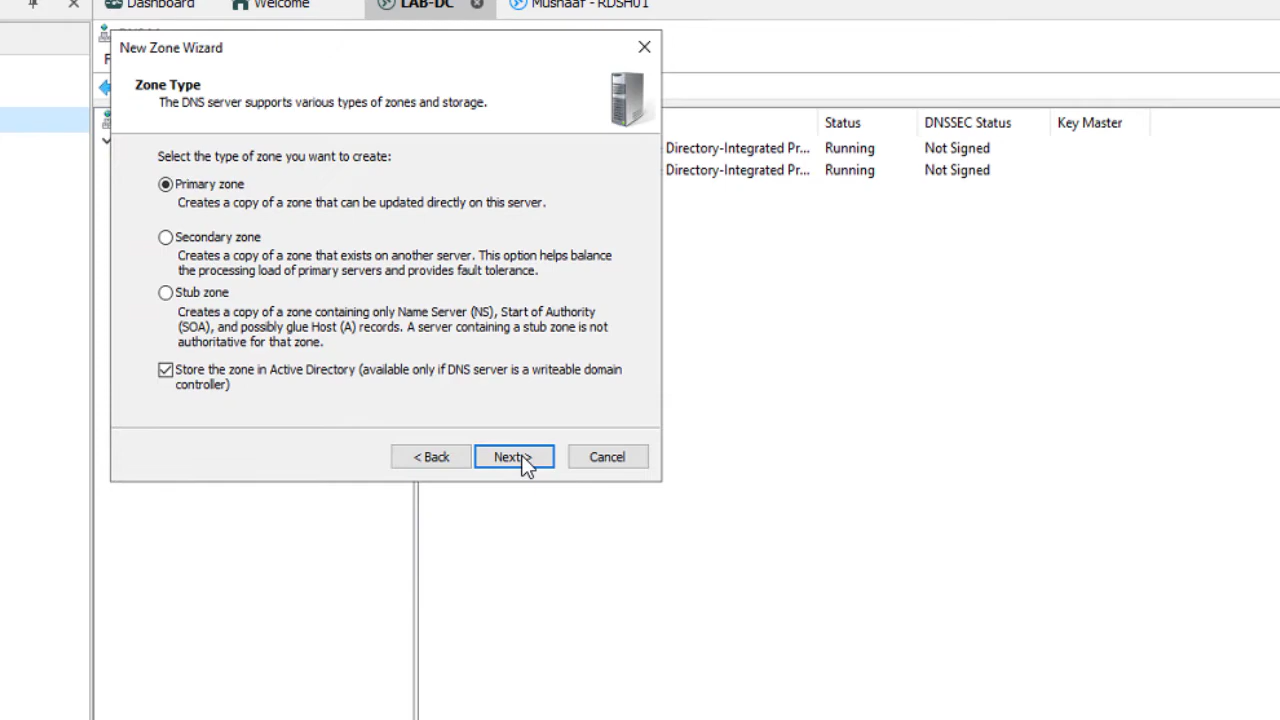 Dashboard
Welcome
LAB-DC
Mushaaf - RDSH01
New Zone Wizard
Zone Type
The DNS server supports various types of zones and storage.
Status
DNSSEC Status
Key Master
Directory-Integrated Pr...
Running
Not Signed
Directory-Integrated Pr...
Running
Not Signed
Select the type of zone you want to create:
Primary zone
Creates a copy of a zone that can be updated directly on this server.
Secondary zone
Creates a copy of a zone that exists on another server. This option helps balance
the processing load of primary servers and provides fault tolerance.
Stub zone
Creates a copy of a zone containing only Name Server (NS), Start of Authority
(SOA), and possibly glue Host (A) records. A server containing a stub zone is not
authoritative for that zone.
Store the zone in Active Directory (available only if DNS server is a writeable domain
controller)
< Back
Next >
Cancel